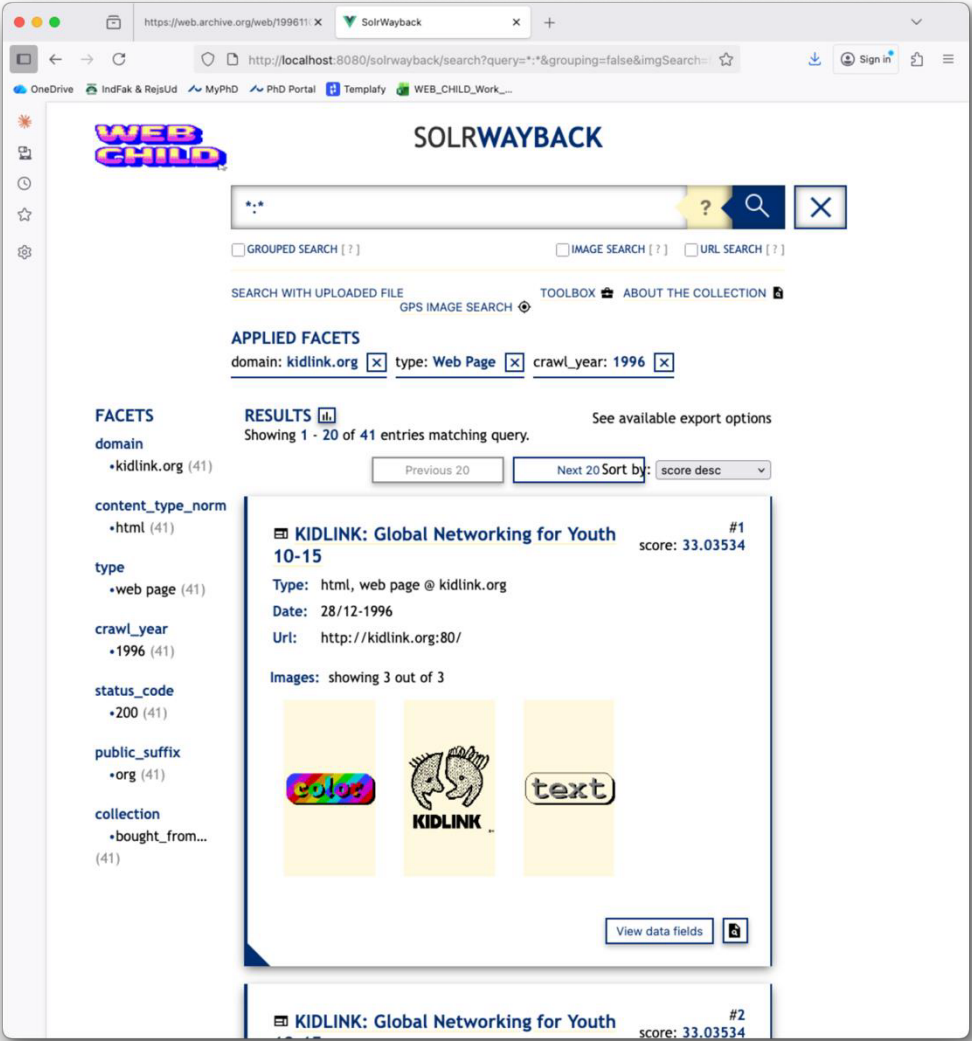 https://web.archive.org/web/199611
SolrWayback
http://localhost:8080/solrwayback/search?query=*:*&grouping=false&imgSearch=
Sign in
OneDrive
IndFak & RejsUd
MyPhD
PhD Portal
Templafy
WEB_CHILD_Work_...
WEB
CHILD
SOLRWAYBACK
*:*
?
GROUPED SEARCH [ ? ]
IMAGE SEARCH [ ? ]
URL SEARCH [ ? ]
SEARCH WITH UPLOADED FILE
TOOLBOX
ABOUT THE COLLECTION
GPS IMAGE SEARCH
APPLIED FACETS
domain: kidlink.org
type: Web Page
crawl_year: 1996
FACETS
domain
•kidlink.org (41)
content_type_norm
•html (41)
type
•web page (41)
crawl_year
•1996 (41)
status_code
•200 (41)
public_suffix
•org (41)
collection
•bought_from...
(41)
RESULTS
Showing 1 - 20 of 41 entries matching query.
See available export options
Previous 20
Next 20
Sort by:
score desc
KIDLINK: Global Networking for Youth
10-15
#1
score: 33.03534
Type: html, web page @ kidlink.org
Date: 28/12-1996
Url: http://kidlink.org:80/
Images: showing 3 out of 3
color
KIDLINK
text
View data fields
KIDLINK: Global Networking for Youth
#2
score: 33.03534